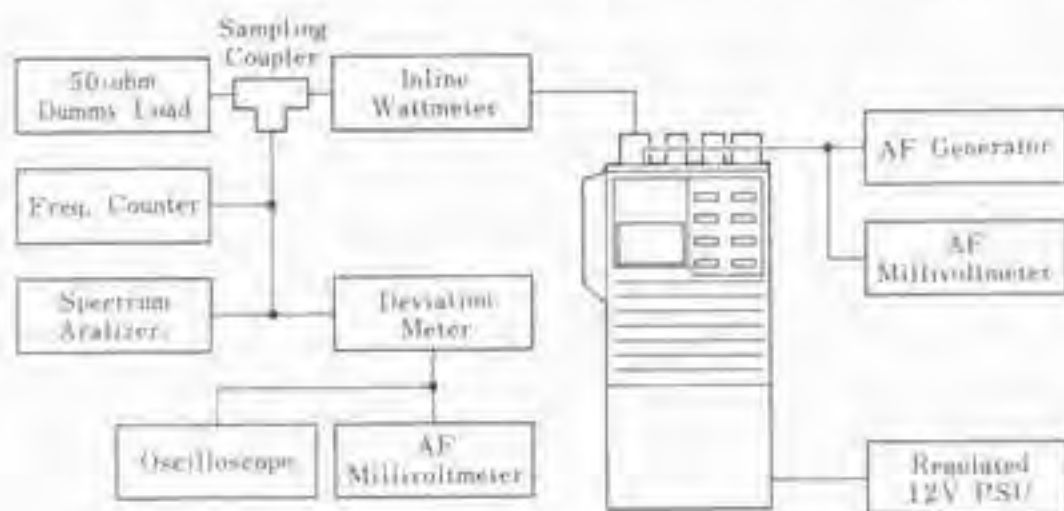 Sampling
Coupler
50-ohm
Dummy Load
Inline
Wattmeter
AF Generator
Freq. Counter
AF
Millivoltmeter
Spectrum
Analizer
Deviation
Meter
Oscilloscope
AF
Millivoltmeter
Regulated
12V PSU